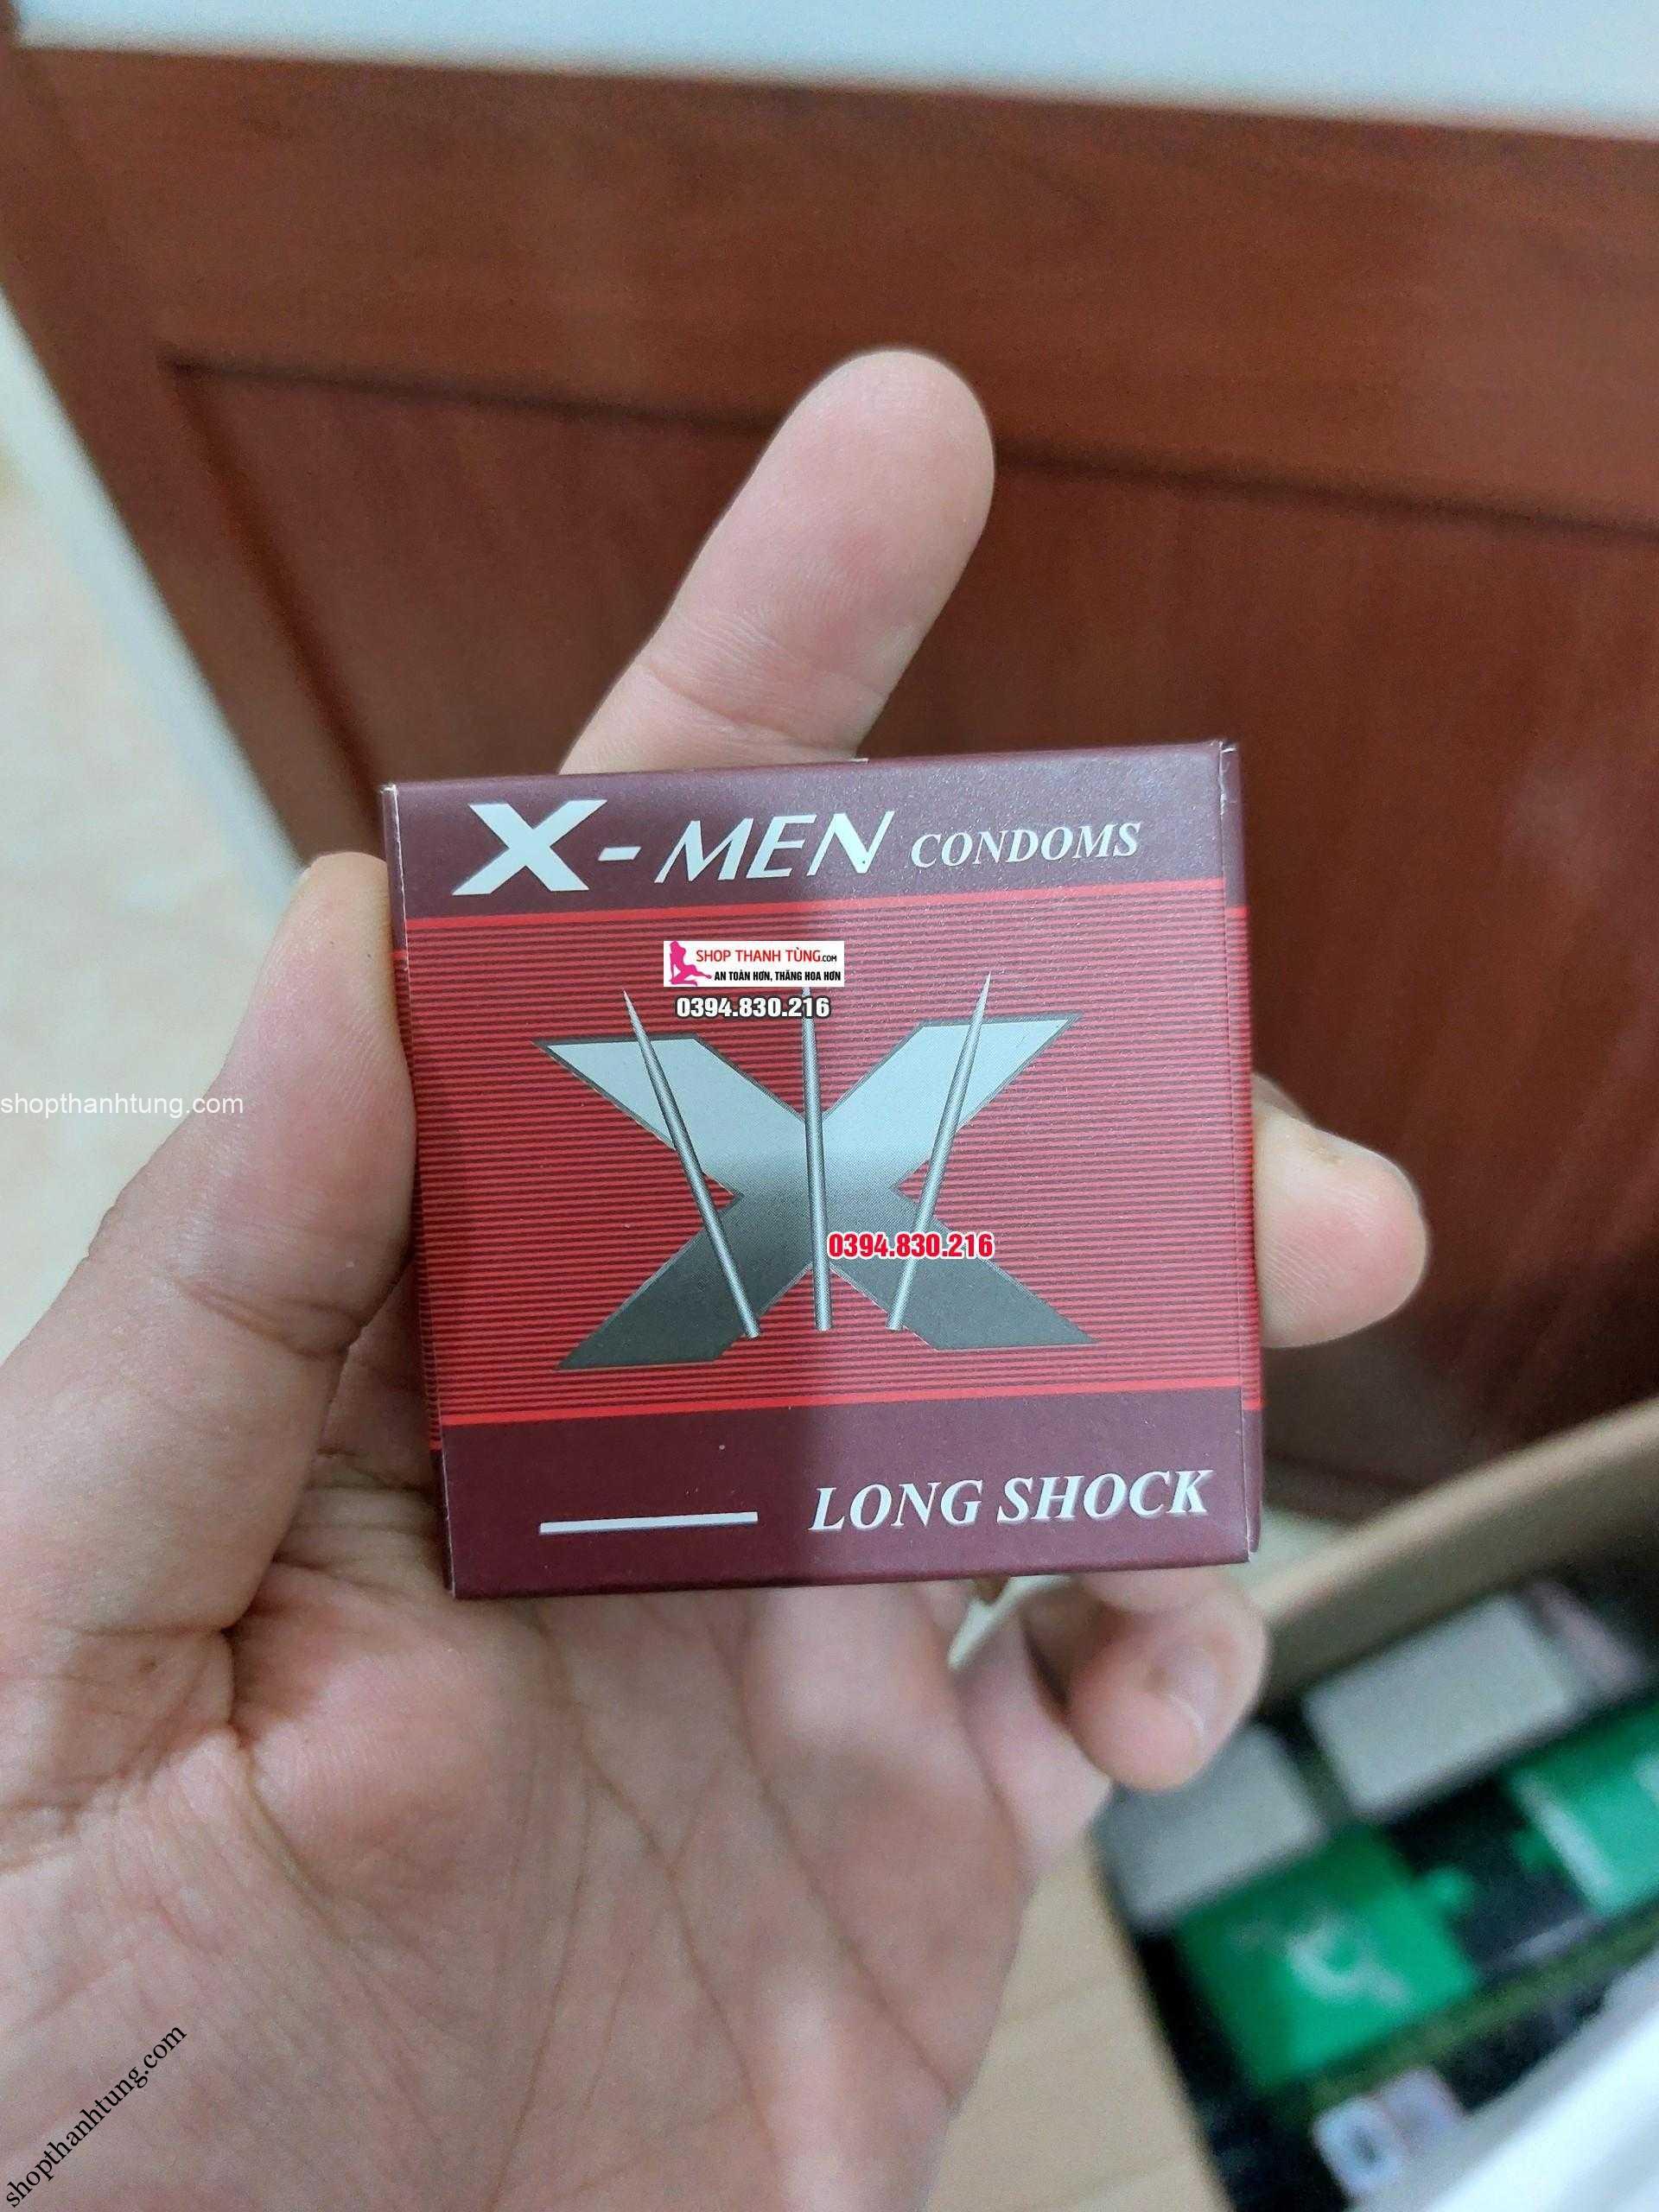 X-MEN CONDOMS
SHOP THANH TÙNG.COM
AN TOÀN HƠN, THĂNG HOA HƠN
0394.830.216
shopthanhtung.com
0394.830.216
LONG SHOCK
shopthanhtung.com